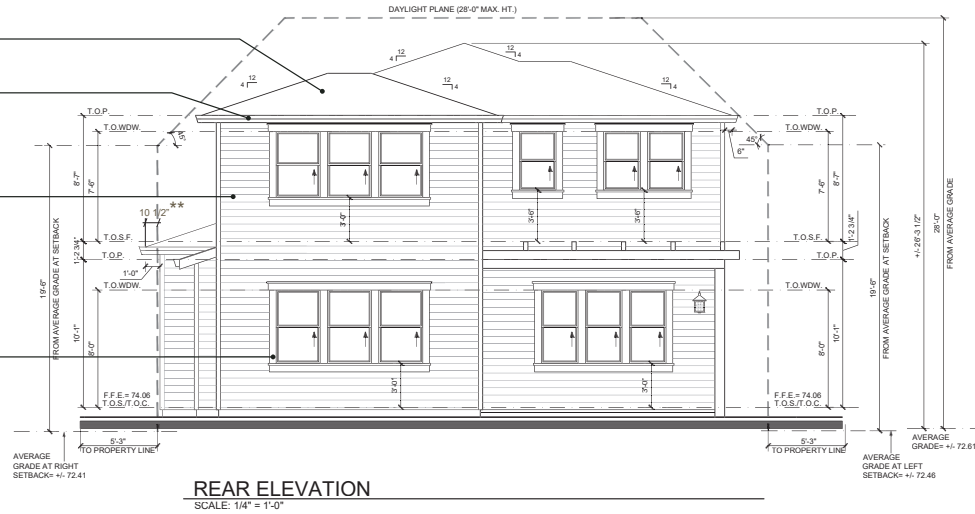 DAYLIGHT PLANE (28'-0" MAX. HT.)
12
4
12
4
12
4
12
4
T.O.P.
T.O.WDW.
45°
8'-7"
7'-6"
10 1/2" **
T.O.S.F.
1'-2 3/4"
T.O.P.
1'-0"
T.O.WDW.
19'-6"
FROM AVERAGE GRADE AT SETBACK
10'-1"
8'-0"
F.F.E.= 74.06
T.O.S./T.O.C.
5'-3"
TO PROPERTY LINE
AVERAGE
GRADE AT RIGHT
SETBACK= +/- 72.41
3'-0"
3'-6"
3'-6"
3'-0"
3'-0"
T.O.P.
T.O.WDW.
45°
6"
7'-6"
8'-7"
T.O.S.F.
1'-2 3/4"
T.O.P.
T.O.WDW.
8'-0"
10'-1"
19'-6"
FROM AVERAGE GRADE AT SETBACK
+/- 26'-3 1/2"
28'-0"
FROM AVERAGE GRADE
F.F.E.= 74.06
T.O.S./T.O.C.
5'-3"
TO PROPERTY LINE
AVERAGE
GRADE AT LEFT
SETBACK= +/- 72.46
AVERAGE
GRADE= +/- 72.61
REAR ELEVATION
SCALE: 1/4" = 1'-0"